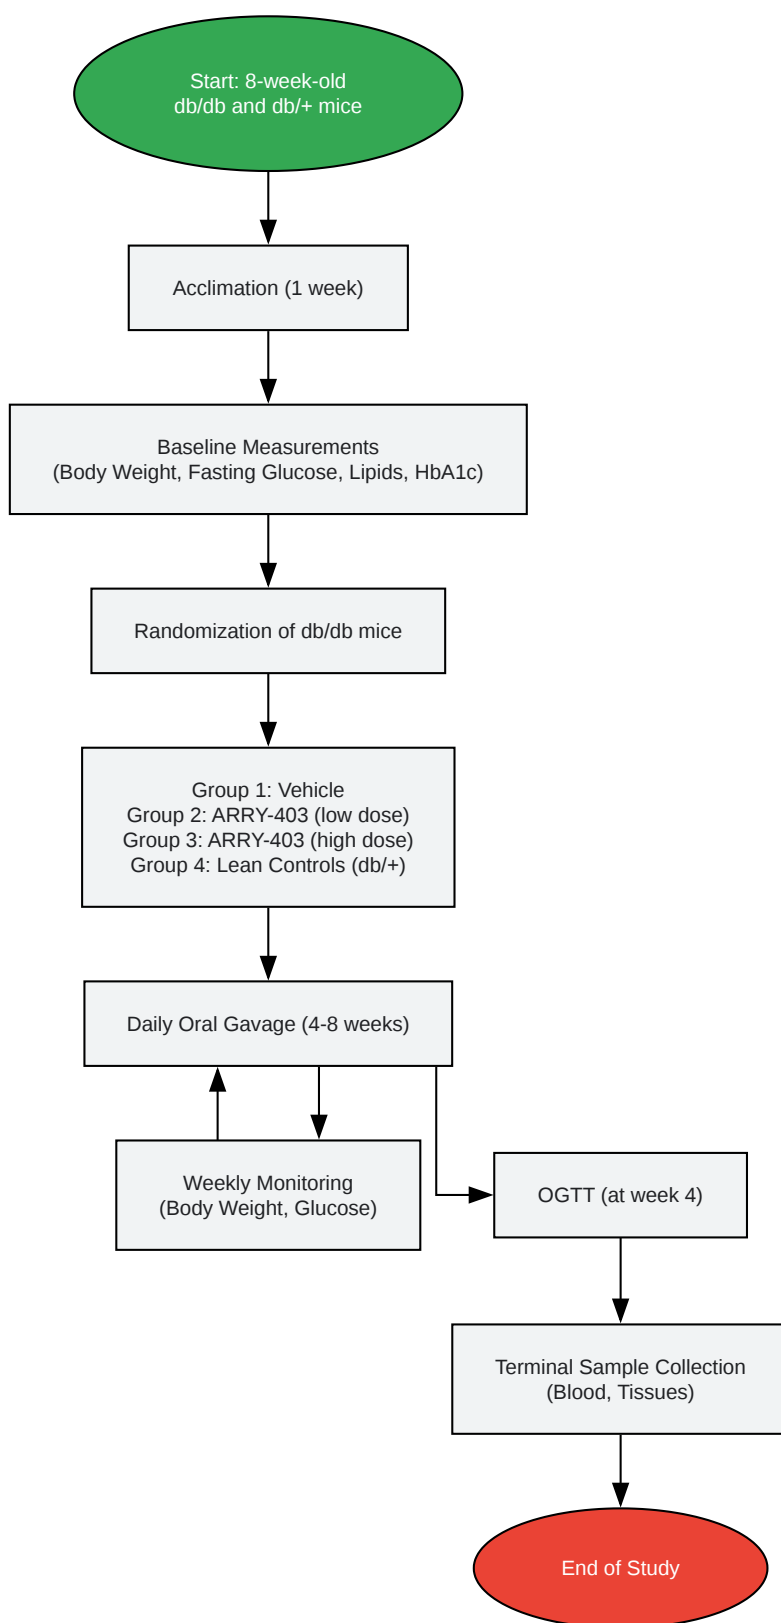 Start: 8-week-old
db/db and db/+ mice
Acclimation (1 week)
Baseline Measurements
(Body Weight, Fasting Glucose, Lipids, HbA1c)
Randomization of db/db mice
Group 1: Vehicle
Group 2: ARRY-403 (low dose)
Group 3: ARRY-403 (high dose)
Group 4: Lean Controls (db/+)
Daily Oral Gavage (4-8 weeks)
Weekly Monitoring
(Body Weight, Glucose)
OGTT (at week 4)
Terminal Sample Collection
(Blood, Tissues)
End of Study